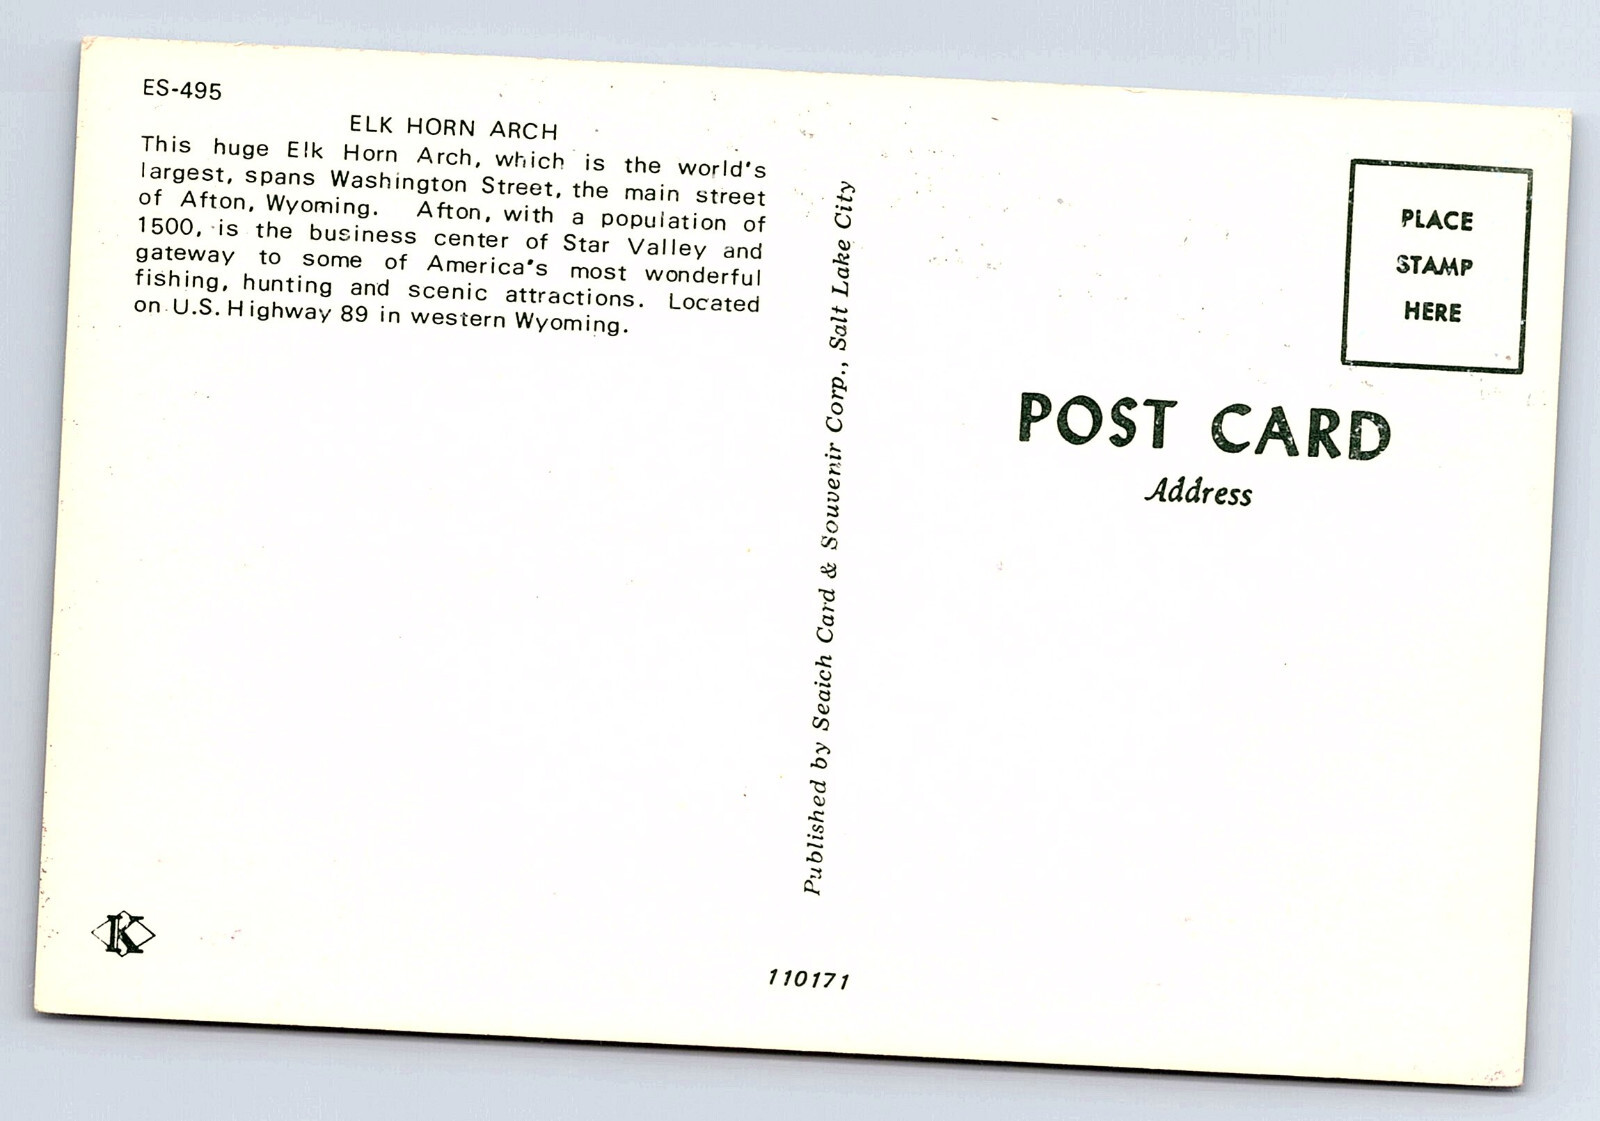 ES-495
ELK HORN ARCH
This huge Elk Horn Arch, which is the world's
largest, spans Washington Street, the main street
of Afton, Wyoming. Afton, with a population of
1500, is the business center of Star Valley and
gateway to some of America's most wonderful
fishing, hunting and scenic attractions. Located
on U.S. Highway 89 in western Wyoming.
K
Published by Seaich Card & Souvenir Corp., Salt Lake City
110171
PLACE
STAMP
HERE
POST CARD
Address